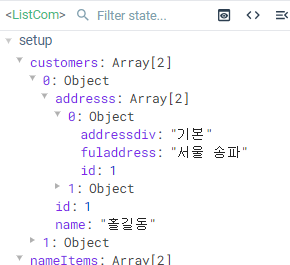 <ListCom> Filter state...
setup
customers: Array[2]
0: Object
addresss: Array[2]
0: Object
addressdiv: "기본"
fuladdress: "서울 송파"
id: 1
1: Object
id: 1
name: "홀길동"
1: Object
nameItems: Array[2]